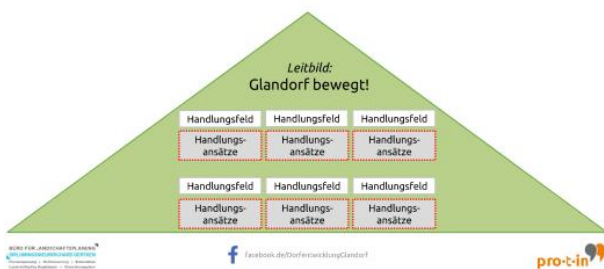 Leitbild:
Glandorf bewegt!
Handlungsfeld Handlungsfeld Handlungsfeld
Handlungs- Handlungs- Handlungs-
ansätze ansätze ansätze
Handlungsfeld Handlungsfeld Handlungsfeld
Handlungs- Handlungs- Handlungs-
ansätze ansätze ansätze
BÜRO FÜR LANDSCHAFTSPLANUNG
facebook.de/DorfentwicklungGlandorf
pro-t-in